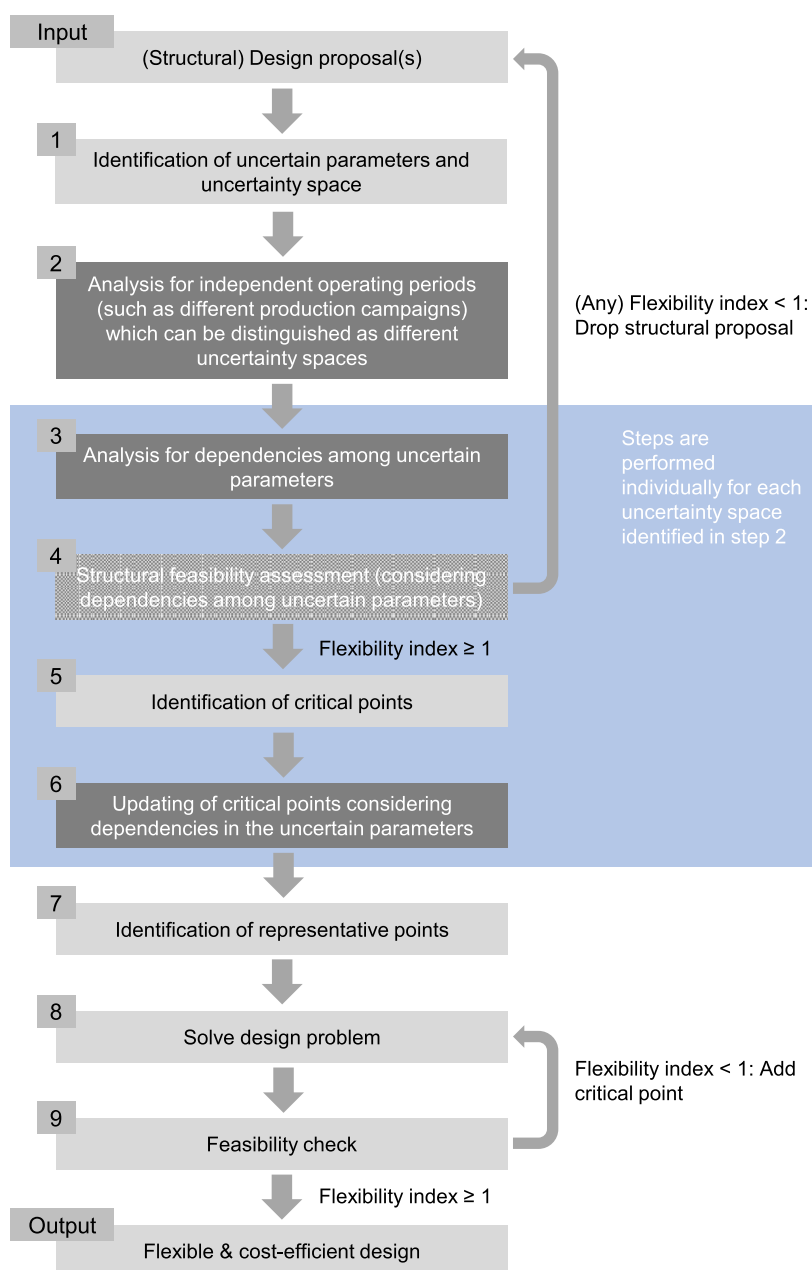 Input
(Structural) Design proposal(s)
1
Identification of uncertain parameters and
uncertainty space
2
Analysis for independent operating periods
(such as different production campaigns)
which can be distinguished as different
uncertainty spaces
(Any) Flexibility index < 1:
Drop structural proposal
3
Analysis for dependencies among uncertain
parameters
Steps are
performed
individually for each
uncertainty space
identified in step 2
4
Structural feasibility assessment (considering
dependencies among uncertain parameters)
Flexibility index ≥ 1
5
Identification of critical points
6
Updating of critical points considering
dependencies in the uncertain parameters
7
Identification of representative points
8
Solve design problem
Flexibility index < 1: Add
critical point
9
Feasibility check
Flexibility index ≥ 1
Output
Flexible & cost-efficient design